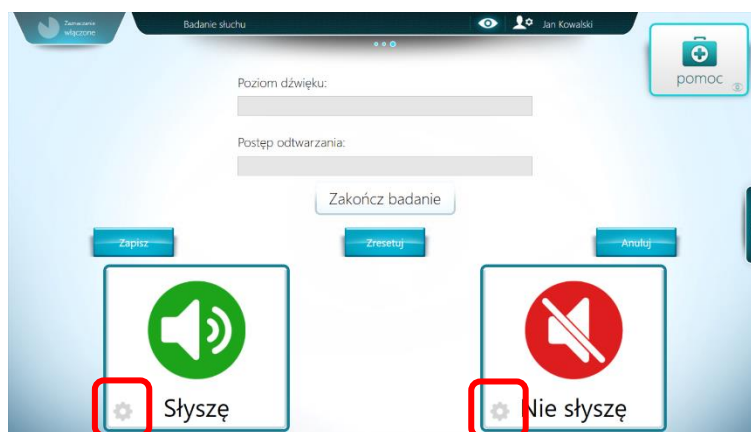 Zaznaczanie
włączone
Badanie słuchu
Jan Kowalski
pomoc
Poziom dźwięku:
Postęp odtwarzania:
Zakończ badanie
Zapisz
Zresetuj
Anuluj
Słyszę
Nie słyszę